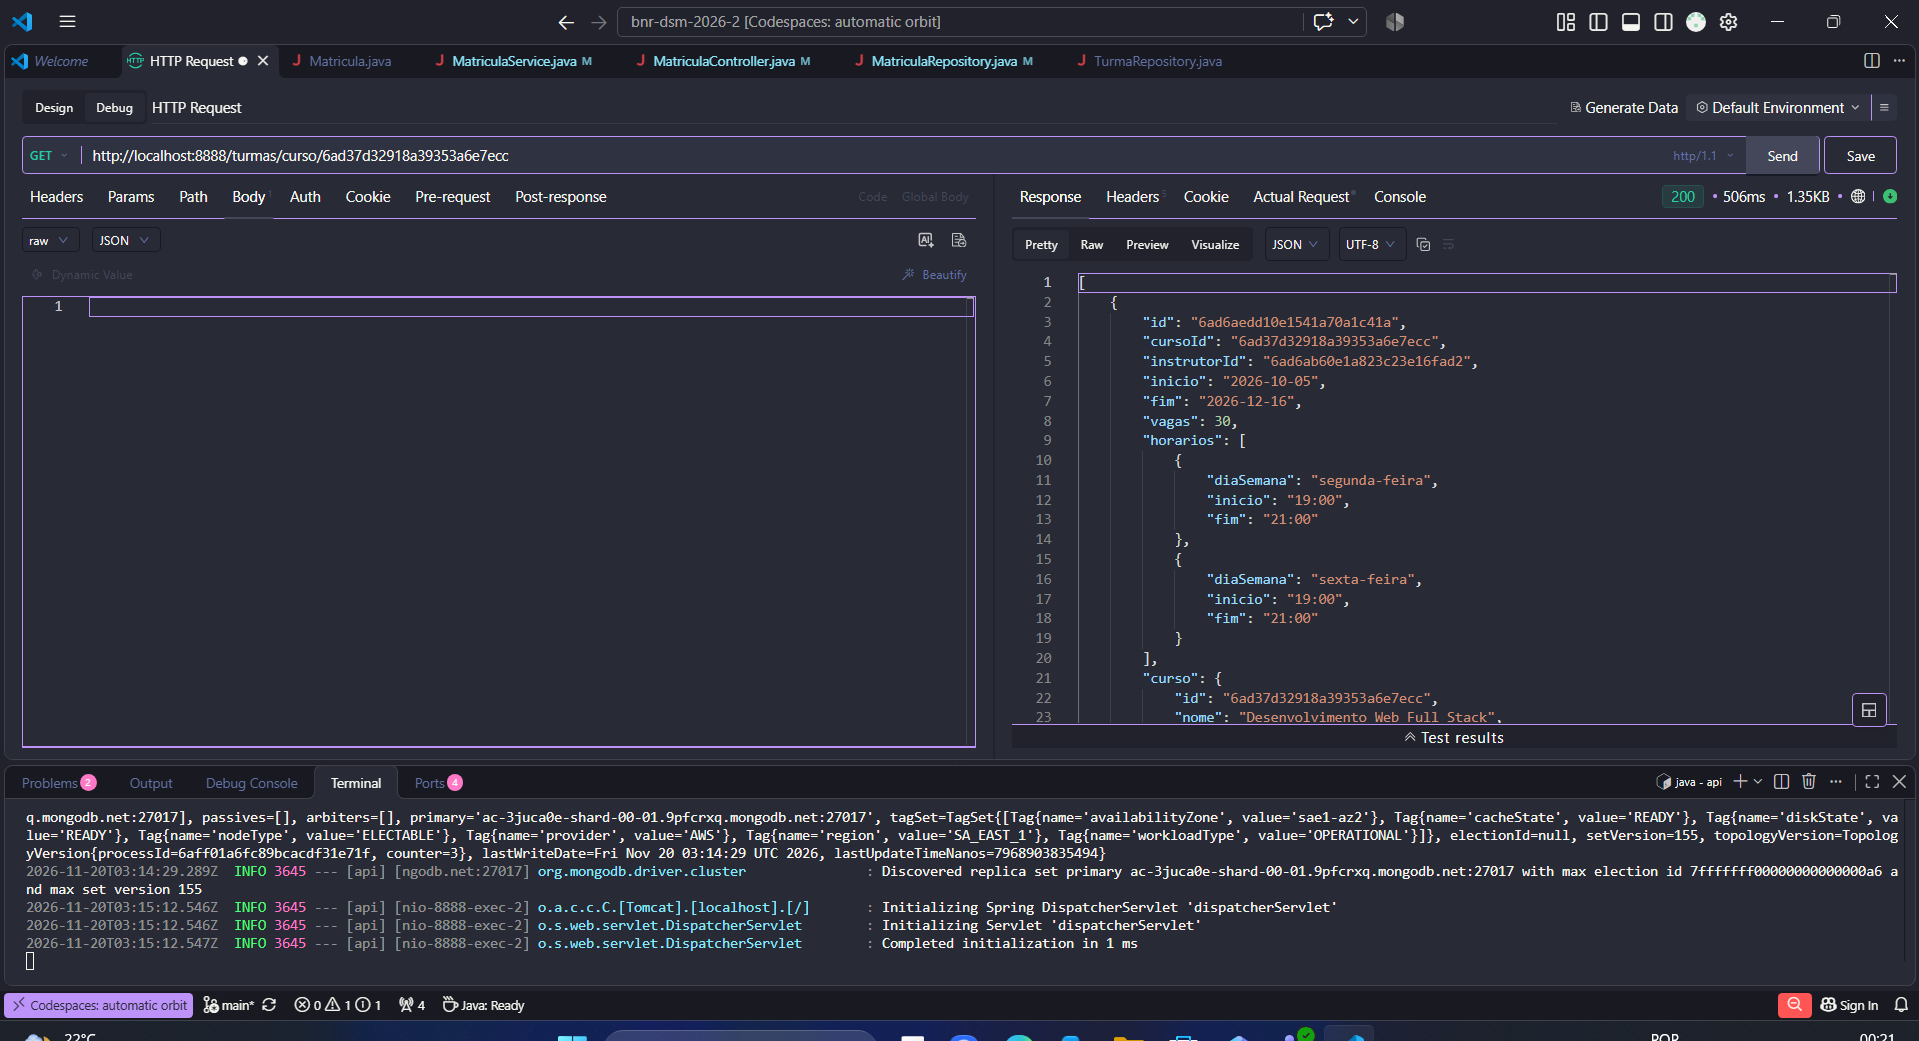 bnr-dsm-2026-2 [Codespaces: automatic orbit]
Welcome
HTTP Request
Matricula.java
MatriculaService.java M
MatriculaController.java M
MatriculaRepository.java M
TurmaRepository.java
Design Debug HTTP Request
Generate Data
Default Environment
GET http://localhost:8888/turmas/curso/6ad37d32918a39353a6e7ecc
http/1.1
Send
Save
Headers Params Path Body 1 Auth Cookie Pre-request Post-response
Code Global Body
raw JSON
Dynamic Value
Beautify
1
Response Headers 5 Cookie Actual Request Console
200 • 506ms • 1.35KB
Pretty Raw Preview Visualize JSON UTF-8
1 [
2 {
3 "id": "6ad6aedd10e1541a70a1c41a",
4 "cursoId": "6ad37d32918a39353a6e7ecc",
5 "instrutorId": "6ad6ab60e1a823c23e16fad2",
6 "inicio": "2026-10-05",
7 "fim": "2026-12-16",
8 "vagas": 30,
9 "horarios": [
10 {
11 "diaSemana": "segunda-feira",
12 "inicio": "19:00",
13 "fim": "21:00"
14 },
15 {
16 "diaSemana": "sexta-feira",
17 "inicio": "19:00",
18 "fim": "21:00"
19 }
20 ],
21 "curso": {
22 "id": "6ad37d32918a39353a6e7ecc",
23 "nome": "Desenvolvimento Web Full Stack",
Test results
Problems 2 Output Debug Console Terminal Ports 4
java - api
q.mongodb.net:27017], passives=[], arbiters=[], primary='ac-3juca0e-shard-00-01.9pfcrxq.mongodb.net:27017', tagSet=TagSet{[Tag{name='availabilityZone', value='sae1-az2'}, Tag{name='cacheState', value='READY'}, Tag{name='diskState', va
lue='READY'}, Tag{name='nodeType', value='ELECTABLE'}, Tag{name='provider', value='AWS'}, Tag{name='region', value='SA_EAST_1'}, Tag{name='workloadType', value='OPERATIONAL'}]}, electionId=null, setVersion=155, topologyVersion=Topolog
yVersion{processId=6aff01a6fc89bcacdf31e71f, counter=3}, lastWriteDate=Fri Nov 20 03:14:29 UTC 2026, lastUpdateTimeNanos=7968903835494}
2026-11-20T03:14:29.289Z INFO 3645 --- [api] [ngodb.net:27017] org.mongodb.driver.cluster : Discovered replica set primary ac-3juca0e-shard-00-01.9pfcrxq.mongodb.net:27017 with max election id 7fffffff00000000000000a6 a
nd max set version 155
2026-11-20T03:15:12.546Z INFO 3645 --- [api] [nio-8888-exec-2] o.a.c.c.C.[Tomcat].[localhost].[/] : Initializing Spring DispatcherServlet 'dispatcherServlet'
2026-11-20T03:15:12.546Z INFO 3645 --- [api] [nio-8888-exec-2] o.s.web.servlet.DispatcherServlet : Initializing Servlet 'dispatcherServlet'
2026-11-20T03:15:12.547Z INFO 3645 --- [api] [nio-8888-exec-2] o.s.web.servlet.DispatcherServlet : Completed initialization in 1 ms
Codespaces: automatic orbit main* 0 1 1 4 Java: Ready
Sign In
22°C
POR
00:21